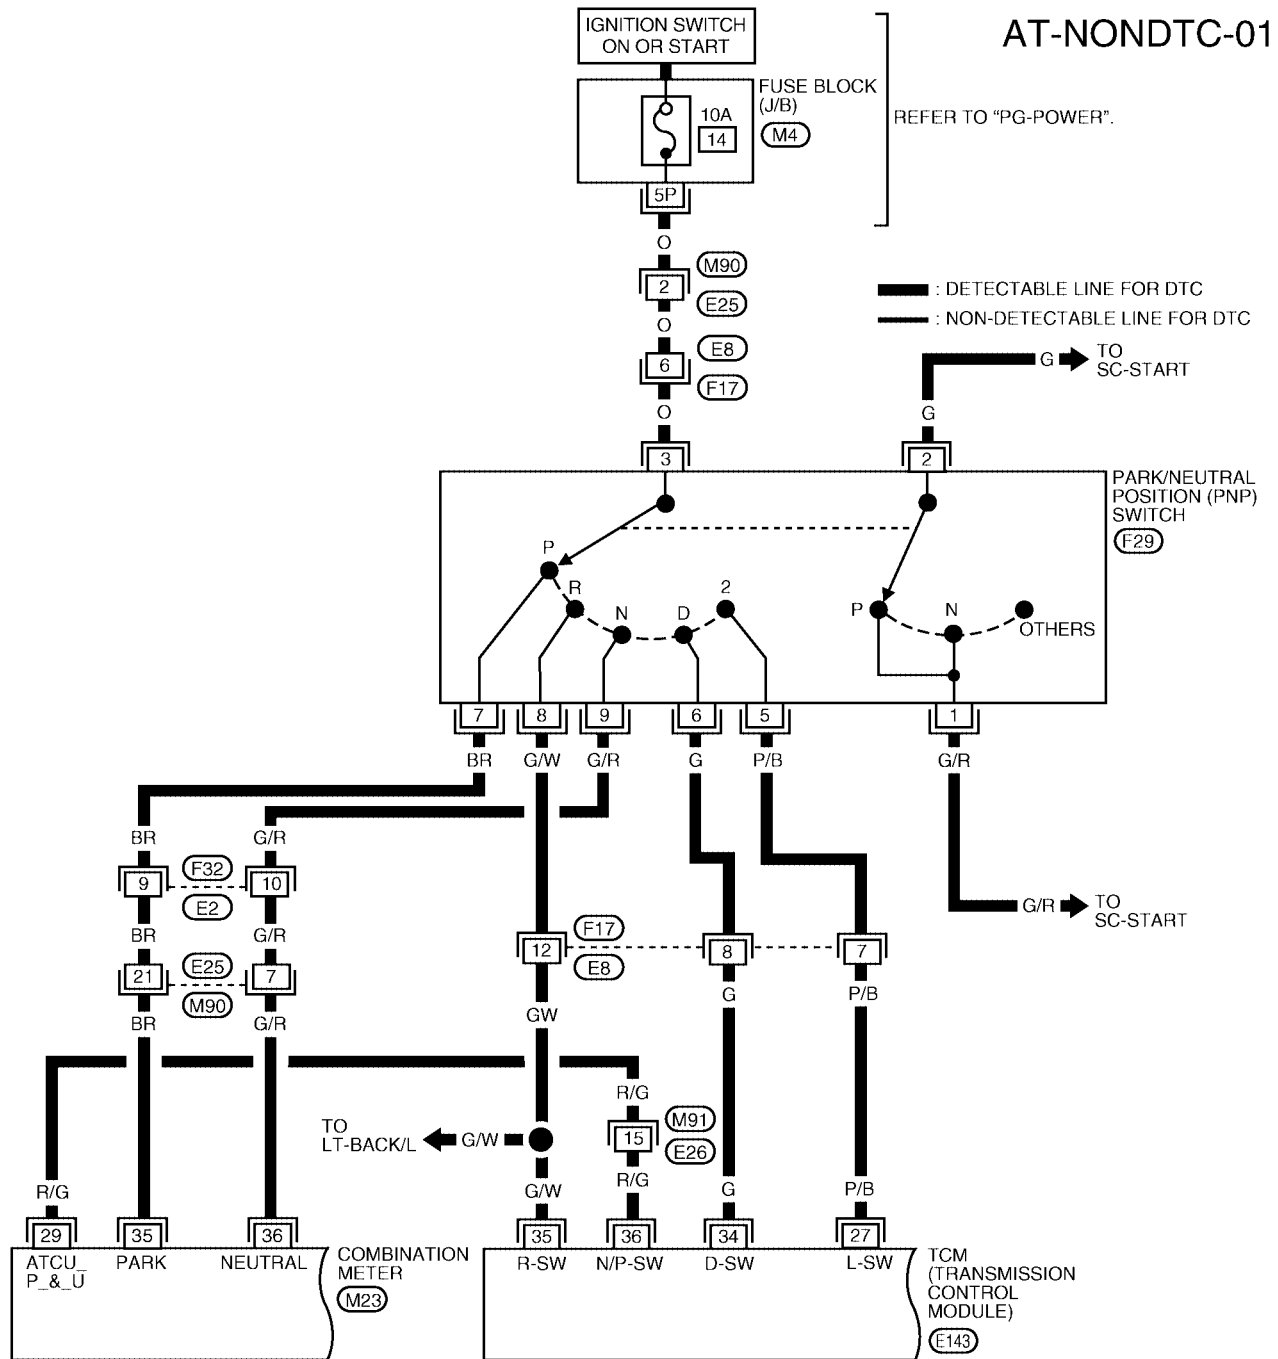 AT-NONDTC-01
IGNITION SWITCH
ON OR START
FUSE BLOCK
(J/B)
10A
14
M4
REFER TO “PG-POWER”.
5P
O
M90
2
E25
: DETECTABLE LINE FOR DTC
: NON-DETECTABLE LINE FOR DTC
O
E8
6
F17
G
TO
SC-START
O
G
3
2
PARK/NEUTRAL
POSITION (PNP)
SWITCH
F29
P
R
N
D
2
P
N
OTHERS
7
8
9
6
5
1
BR
G/W
G/R
G
P/B
G/R
BR
G/R
F32
9
10
E2
G/R
TO
SC-START
BR
G/R
F17
12
8
7
E8
E25
21
7
M90
G
P/B
BR
G/R
GW
R/G
M91
15
E26
TO
LT-BACK/L
G/W
R/G
R/G
G/W
G
P/B
29
35
36
35
36
34
27
ATCU_
P_&_U
PARK
NEUTRAL
COMBINATION
METER
M23
R-SW
N/P-SW
D-SW
L-SW
TCM
(TRANSMISSION
CONTROL
MODULE)
E143